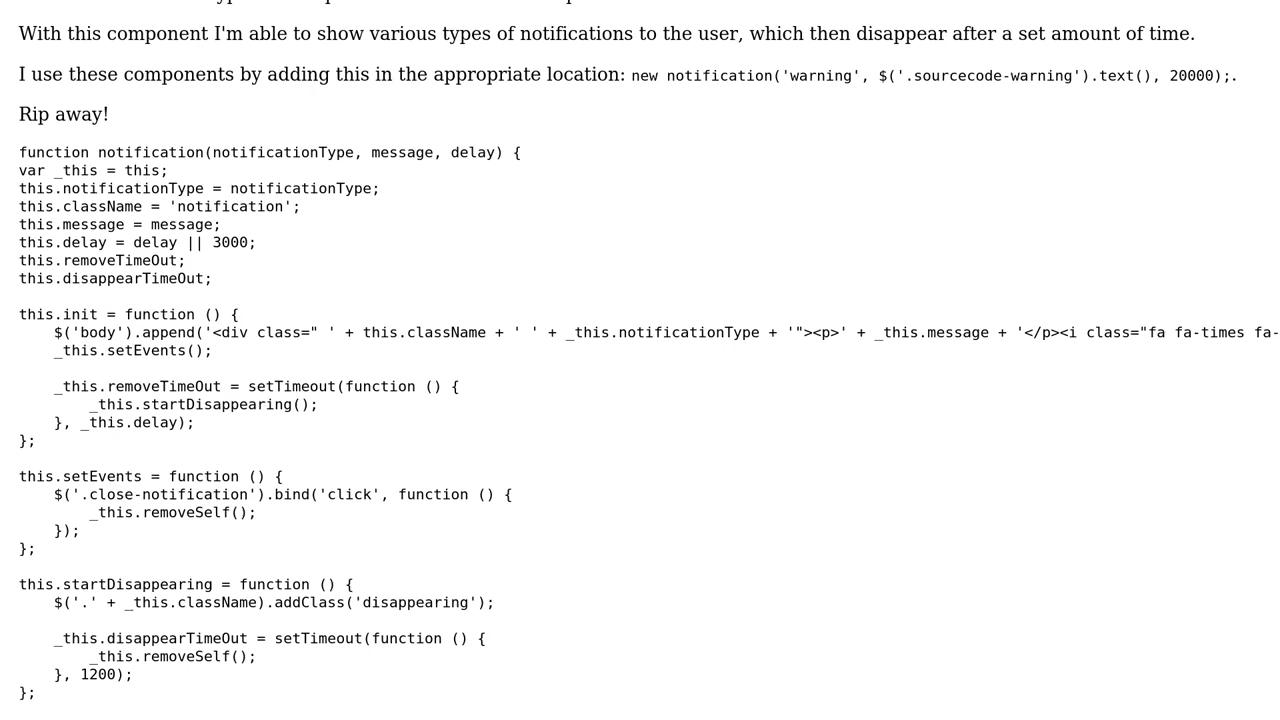 With this component I'm able to show various types of notifications to the user, which then disappear after a set amount of time.
I use these components by adding this in the appropriate location: new notification('warning', $('.sourcecode-warning').text(), 20000);.
Rip away!
function notification(notificationType, message, delay) {
var _this = this;
this.notificationType = notificationType;
this.className = 'notification';
this.message = message;
this.delay = delay || 3000;
this.removeTimeOut;
this.disappearTimeOut;

this.init = function () {
    $('body').append('<div class=" ' + this.className + ' ' + _this.notificationType + '"><p>' + _this.message + '</p><i class="fa fa-times fa-
    _this.setEvents();

    _this.removeTimeOut = setTimeout(function () {
        _this.startDisappearing();
    }, _this.delay);
};

this.setEvents = function () {
    $('.close-notification').bind('click', function () {
        _this.removeSelf();
    });
};

this.startDisappearing = function () {
    $('.' + _this.className).addClass('disappearing');

    _this.disappearTimeOut = setTimeout(function () {
        _this.removeSelf();
    }, 1200);
};